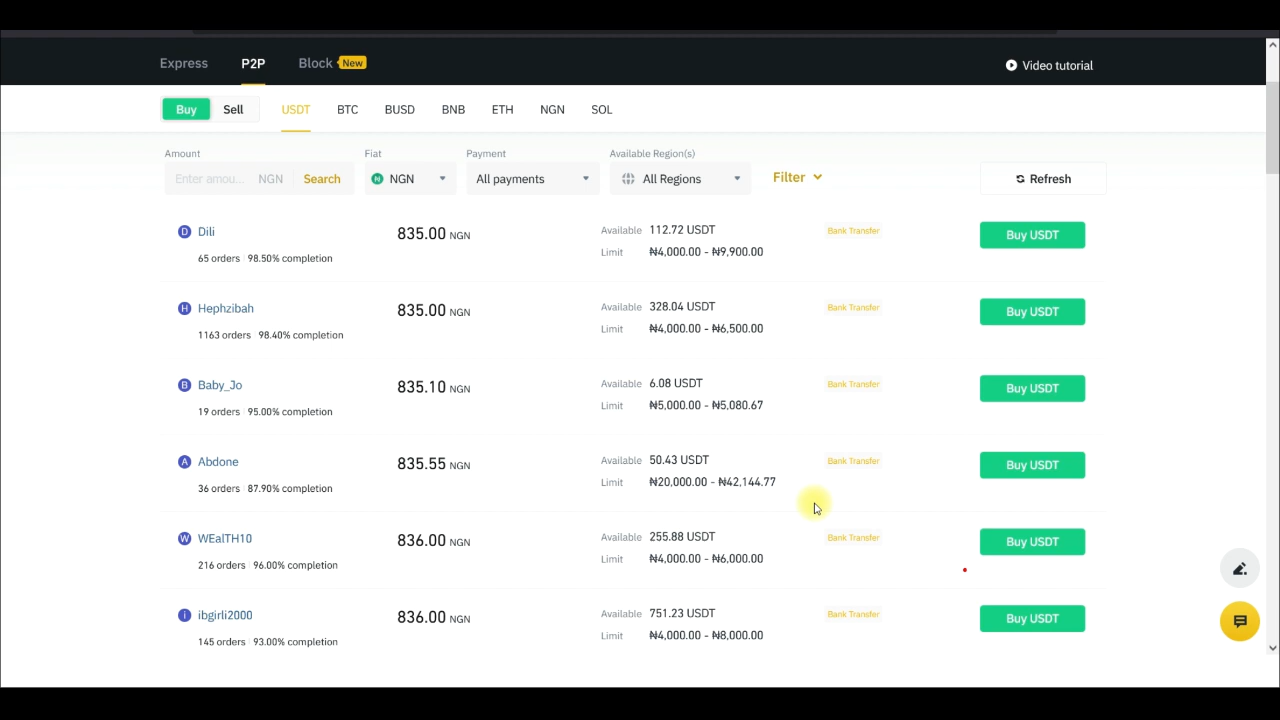 Express P2P Block New Video tutorial
Buy Sell USDT BTC BUSD BNB ETH NGN SOL
Amount Fiat Payment Available Region(s)
Enter amou... NGN Search N NGN All payments All Regions Filter Refresh
D Dili 835.00 NGN Available 112.72 USDT Bank Transfer Buy USDT
65 orders 98.50% completion Limit ₦4,000.00 - ₦9,900.00
H Hephzibah 835.00 NGN Available 328.04 USDT Bank Transfer Buy USDT
1163 orders 98.40% completion Limit ₦4,000.00 - ₦6,500.00
B Baby_Jo 835.10 NGN Available 6.08 USDT Bank Transfer Buy USDT
19 orders 95.00% completion Limit ₦5,000.00 - ₦5,080.67
A Abdone 835.55 NGN Available 50.43 USDT Bank Transfer Buy USDT
36 orders 87.90% completion Limit ₦20,000.00 - ₦42,144.77
W WEalTH10 836.00 NGN Available 255.88 USDT Bank Transfer Buy USDT
216 orders 96.00% completion Limit ₦4,000.00 - ₦6,000.00
i ibgirli2000 836.00 NGN Available 751.23 USDT Bank Transfer Buy USDT
145 orders 93.00% completion Limit ₦4,000.00 - ₦8,000.00